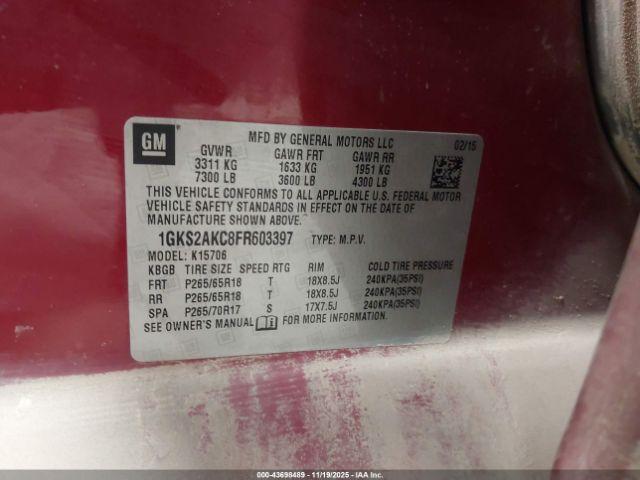 GM
MFD BY GENERAL MOTORS LLC 02/15
GVWR GAWR FRT GAWR RR
3311 KG 1633 KG 1951 KG
7300 LB 3600 LB 4300 LB
THIS VEHICLE CONFORMS TO ALL APPLICABLE U.S. FEDERAL MOTOR
VEHICLE SAFETY STANDARDS IN EFFECT ON THE DATE OF
MANUFACTURE SHOWN ABOVE.
1GKS2AKC8FR603397 TYPE: M.P.V.
MODEL: K15706
KBGB TIRE SIZE SPEED RTG RIM COLD TIRE PRESSURE
FRT P265/65R18 T 18X8.5J 240KPA(35PSI)
RR P265/65R18 T 18X8.5J 240KPA(35PSI)
SPA P265/70R17 S 17X7.5J 240KPA(35PSI)
SEE OWNER'S MANUAL FOR MORE INFORMATION.
000-43698489 - 11/19/2025 - IAAI.COM